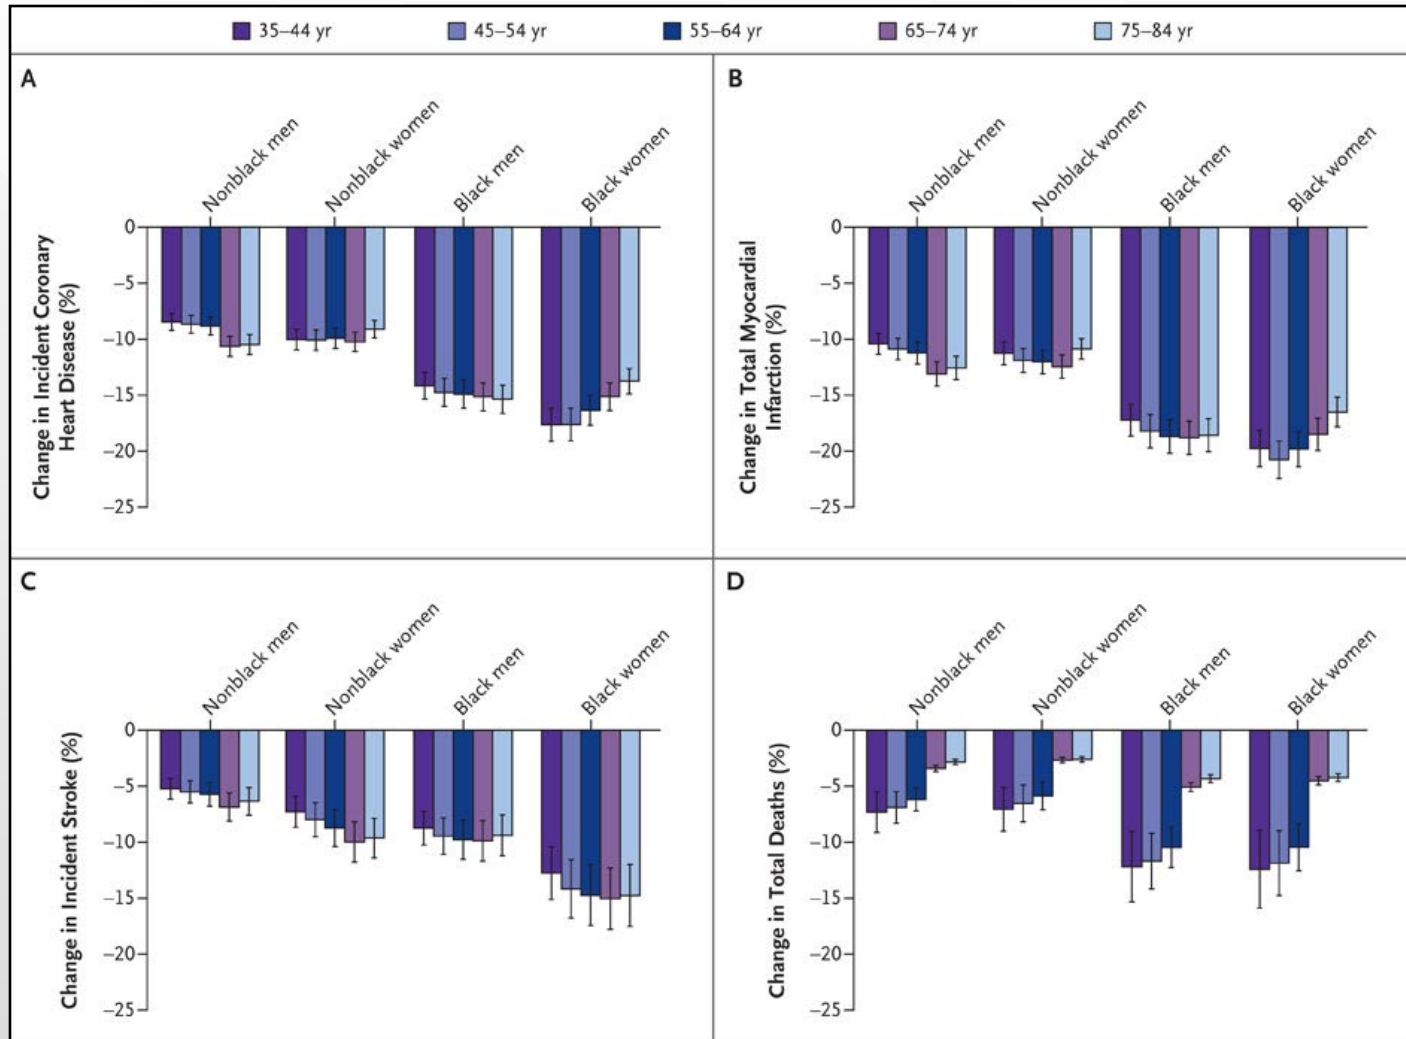 35–44 yr
45–54 yr
55–64 yr
65–74 yr
75–84 yr
A
Nonblack men
Nonblack women
Black men
Black women
Change in Incident Coronary
Heart Disease (%)
0
–5
–10
–15
–20
–25
B
Nonblack men
Nonblack women
Black men
Black women
Change in Total Myocardial
Infarction (%)
0
–5
–10
–15
–20
–25
C
Nonblack men
Nonblack women
Black men
Black women
Change in Incident Stroke (%)
0
–5
–10
–15
–20
–25
D
Nonblack men
Nonblack women
Black men
Black women
Change in Total Deaths (%)
0
–5
–10
–15
–20
–25